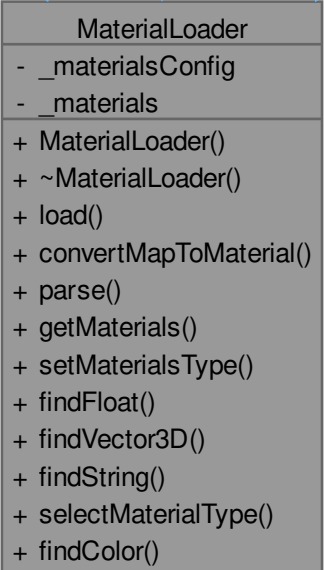 MaterialLoader
- _materialsConfig
- _materials
+ MaterialLoader()
+ ~MaterialLoader()
+ load()
+ convertMapToMaterial()
+ parse()
+ getMaterials()
+ setMaterialsType()
+ findFloat()
+ findVector3D()
+ findString()
+ selectMaterialType()
+ findColor()